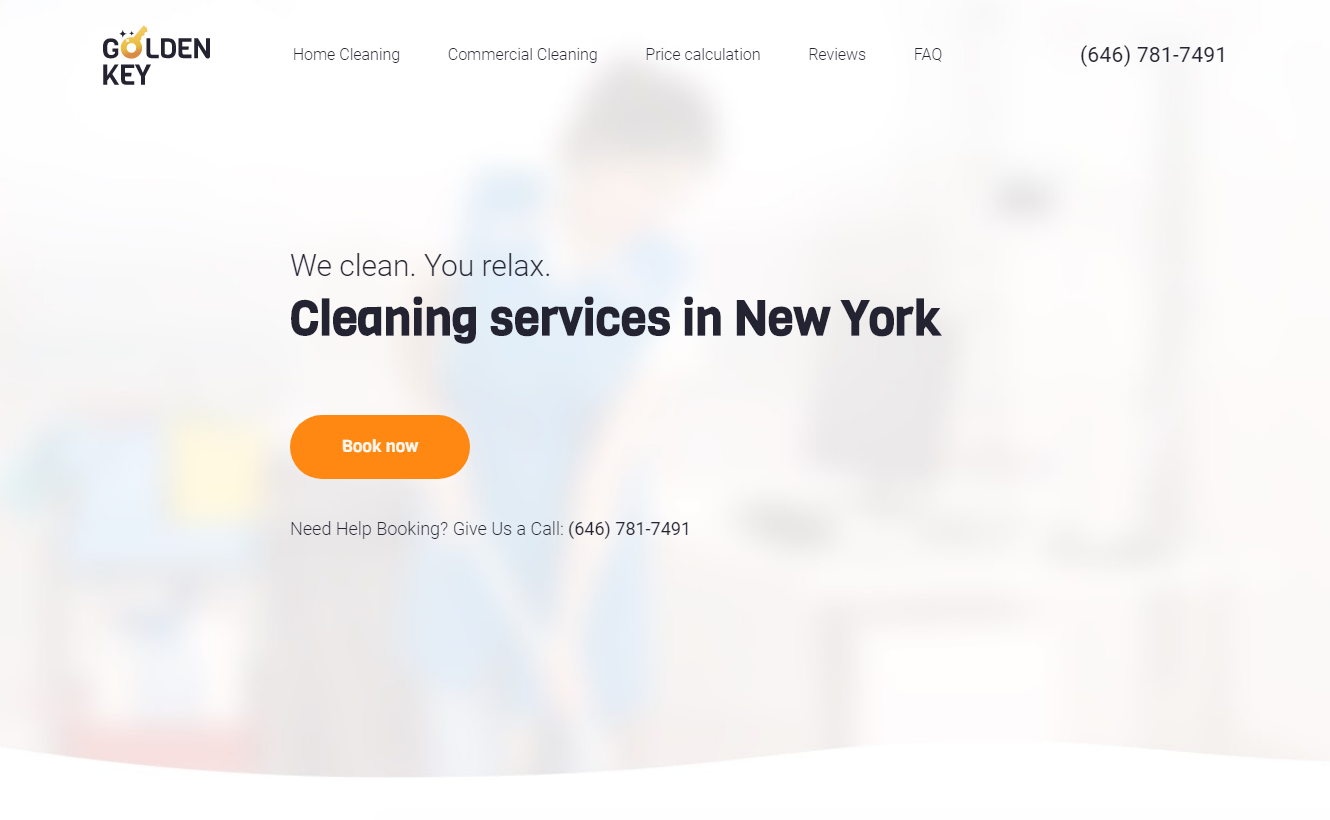 GOLDEN
KEY
Home Cleaning
Commercial Cleaning
Price calculation
Reviews
FAQ
(646) 781-7491
We clean. You relax.
Cleaning services in New York
Book now
Need Help Booking? Give Us a Call: (646) 781-7491